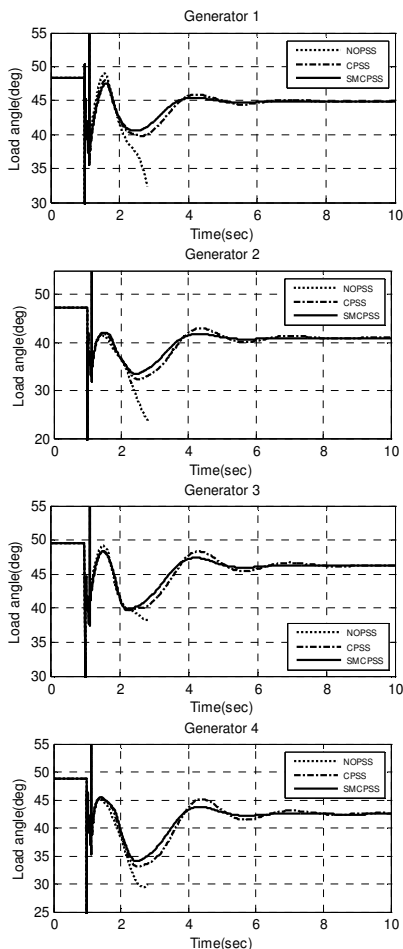 Generator 1
55
50
45
40
35
30
Load angle(deg)
NOPSS
CPSS
SMCPSS
0 2 4 6 8 10
Time(sec)
Generator 2
50
40
30
20
Load angle(deg)
NOPSS
CPSS
SMCPSS
0 2 4 6 8 10
Time(sec)
Generator 3
55
50
45
40
35
30
Load angle(deg)
NOPSS
CPSS
SMCPSS
0 2 4 6 8 10
Time(sec)
Generator 4
55
50
45
40
35
30
25
Load angle(deg)
NOPSS
CPSS
SMCPSS
0 2 4 6 8 10
Time(sec)